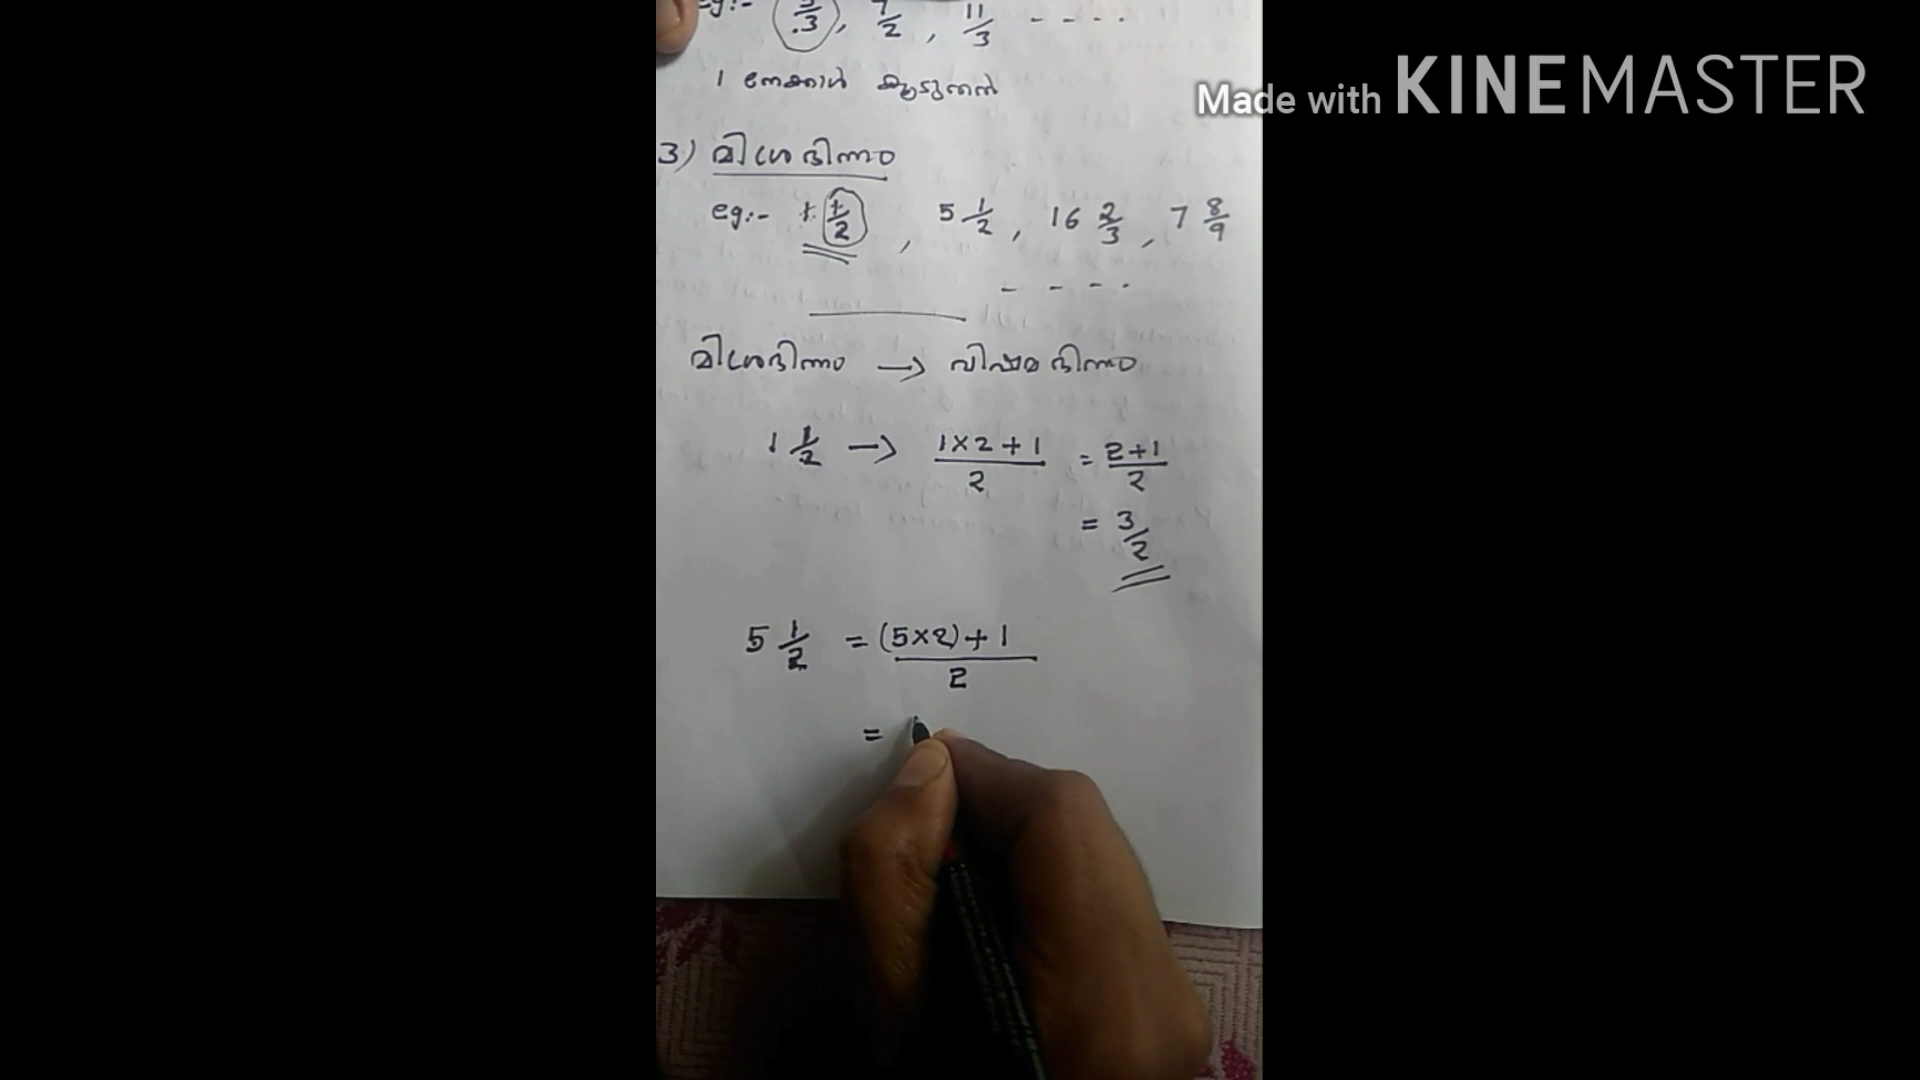 eg:- 5/3, 7/2, 11/3 - - - -
1 നേക്കാൾ കൂടുതൽ
Made with KINEMASTER
3) മിശ്രഭിന്നം
eg:- 1 1/2, 5 1/2, 16 2/3, 7 8/9
- - - -
മിശ്രഭിന്നം → വിഷമഭിന്നം
1 1/2 → 1×2+1/2 = 2+1/2
= 3/2
5 1/2 = (5×2)+1/2
=